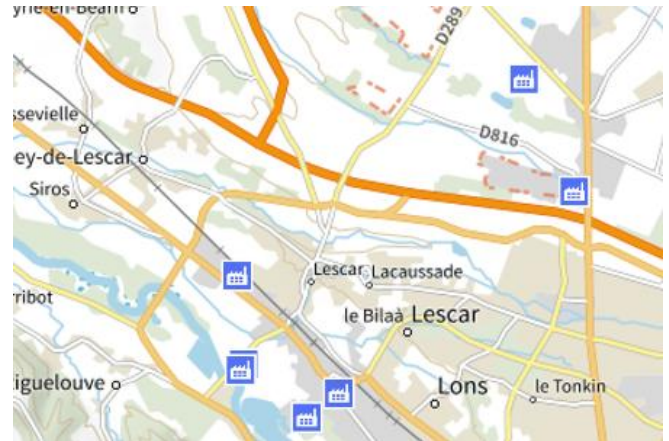 yne-en-Béarn
D289
ssevielle
D816
ey-de-Lescar
Siros
Lescar
Lacaussade
rribot
le Bilaà
Lescar
iguelouve
Lons
le Tonkin